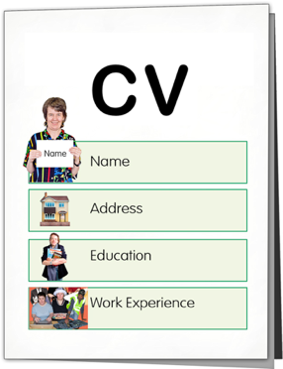 CV
Name
Name
Address
Education
Work Experience